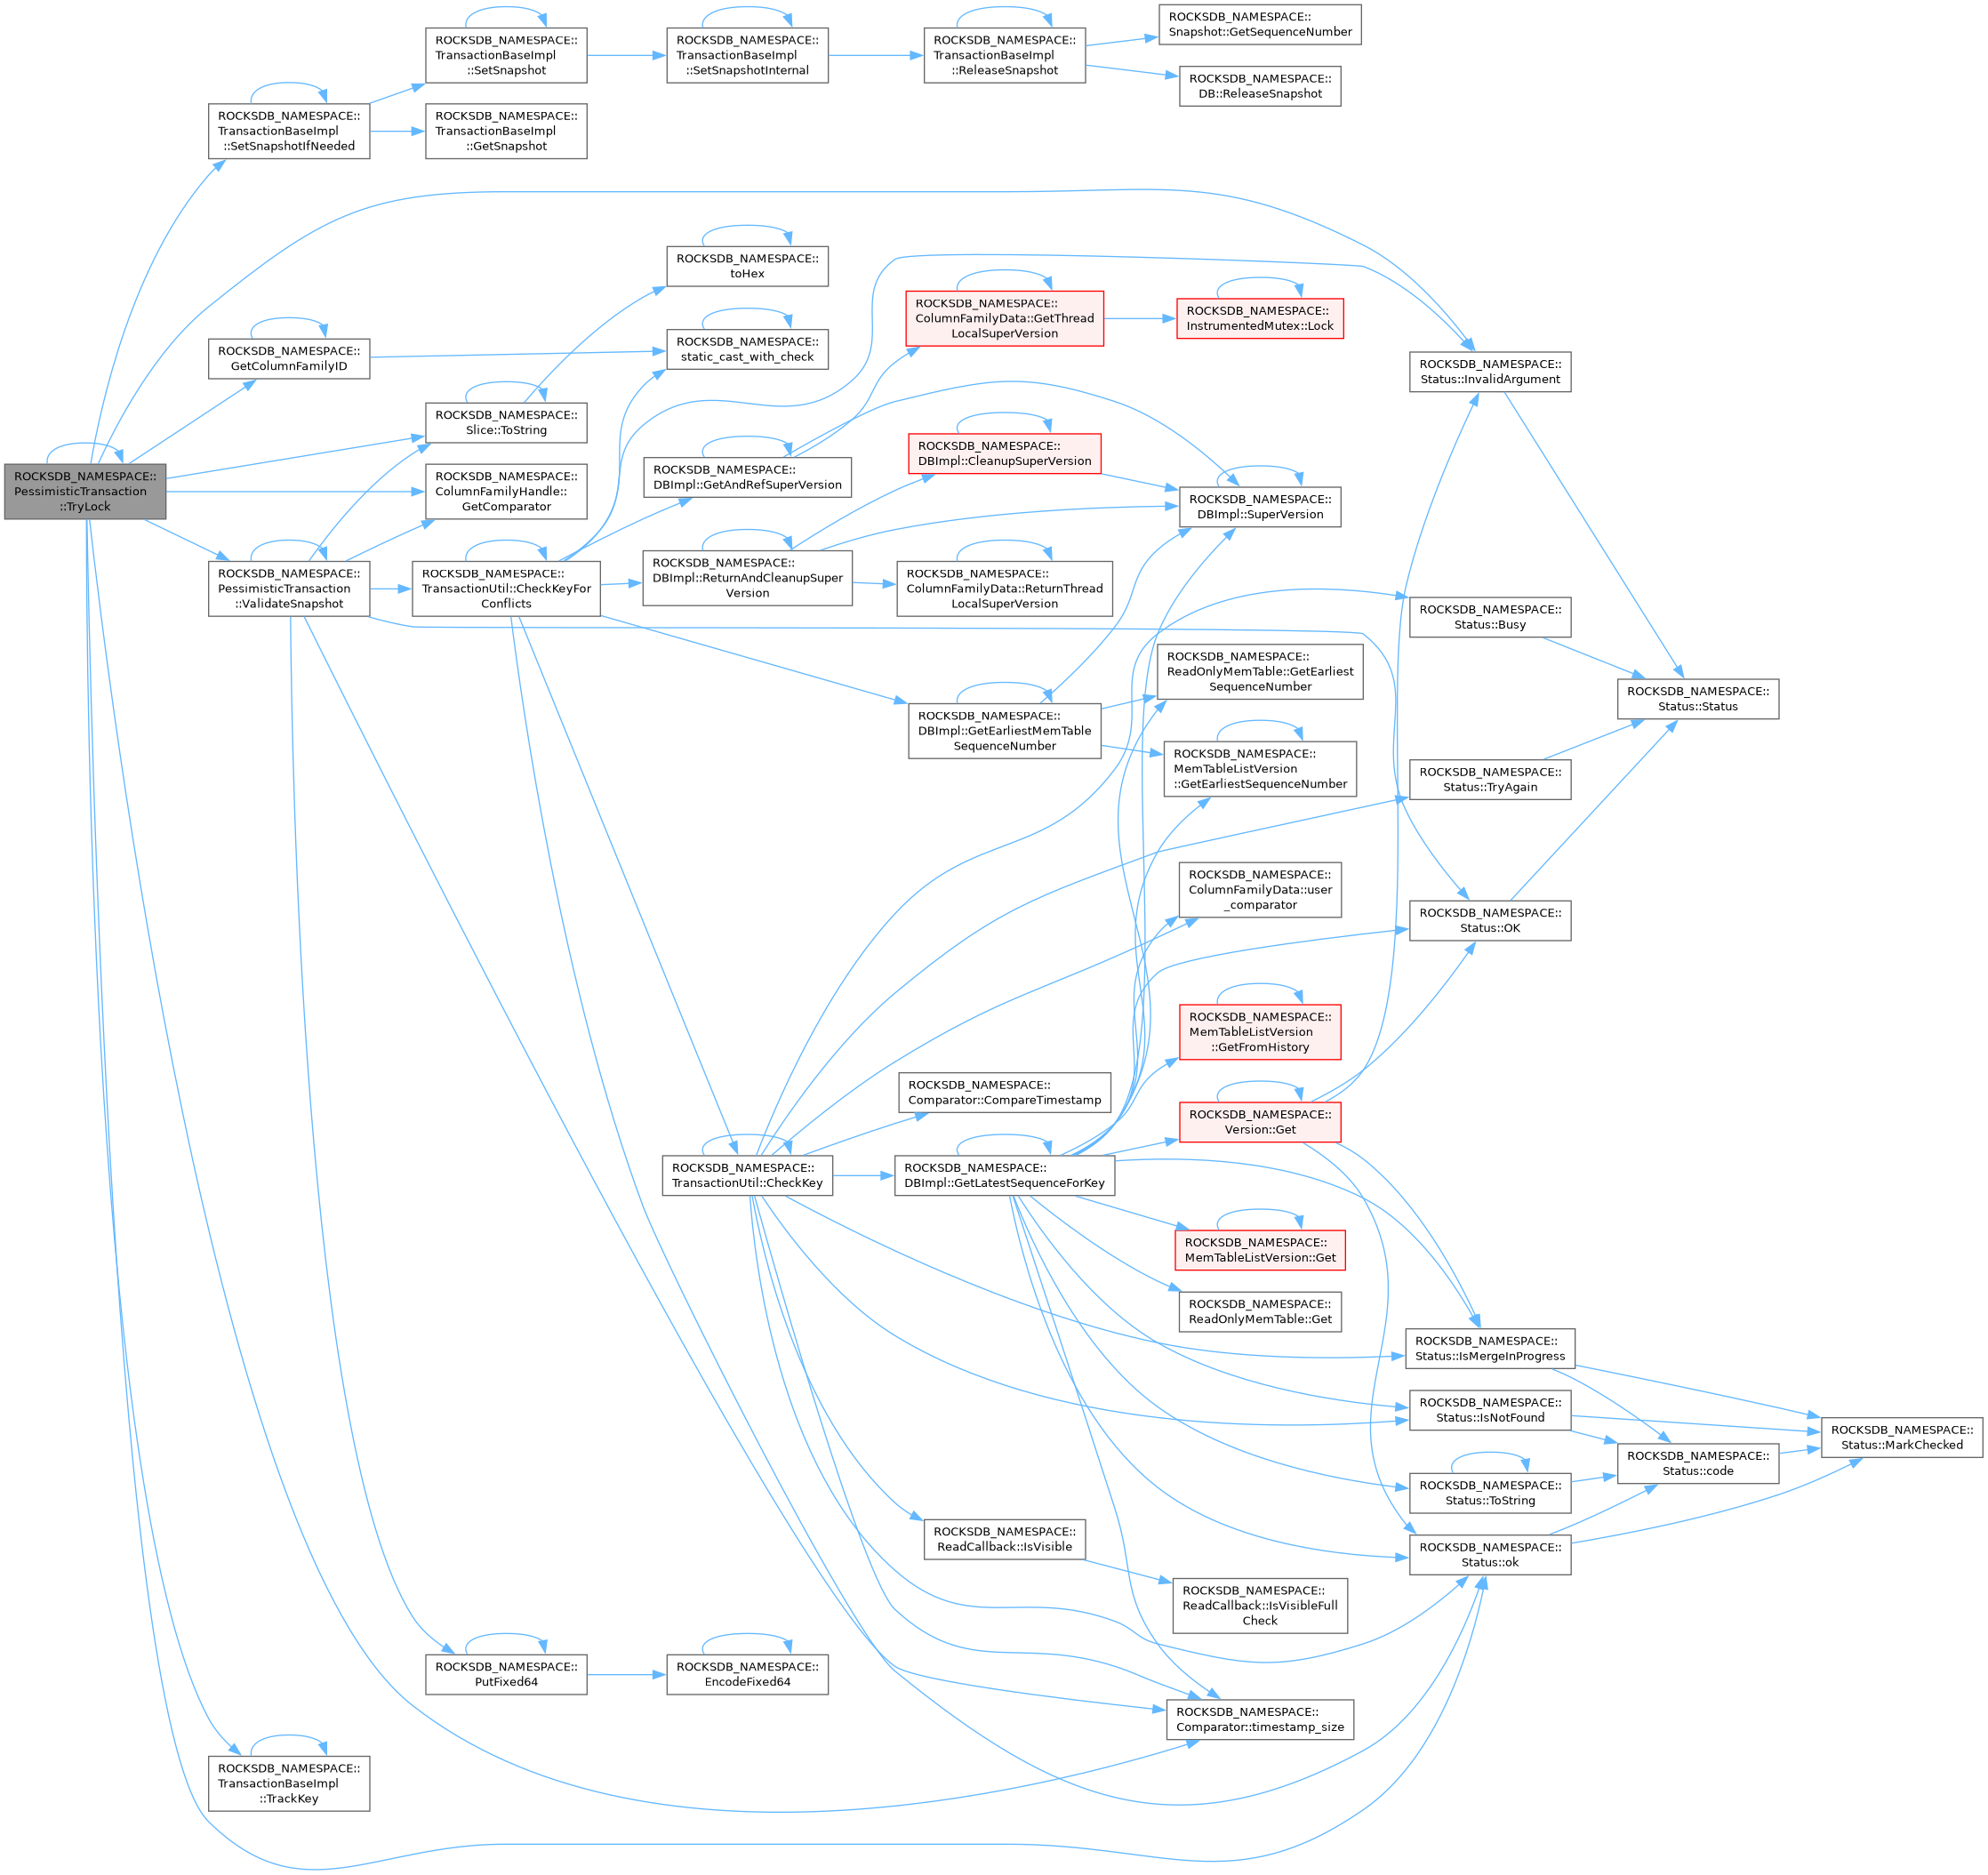 ROCKSDB_NAMESPACE::
PessimisticTransaction
::TryLock
ROCKSDB_NAMESPACE::
TransactionBaseImpl
::SetSnapshotIfNeeded
ROCKSDB_NAMESPACE::
GetColumnFamilyID
ROCKSDB_NAMESPACE::
PessimisticTransaction
::ValidateSnapshot
ROCKSDB_NAMESPACE::
TransactionBaseImpl
::TrackKey
ROCKSDB_NAMESPACE::
TransactionBaseImpl
::SetSnapshot
ROCKSDB_NAMESPACE::
TransactionBaseImpl
::GetSnapshot
ROCKSDB_NAMESPACE::
Slice::ToString
ROCKSDB_NAMESPACE::
ColumnFamilyHandle::
GetComparator
ROCKSDB_NAMESPACE::
TransactionUtil::CheckKeyFor
Conflicts
ROCKSDB_NAMESPACE::
PutFixed64
ROCKSDB_NAMESPACE::
TransactionBaseImpl
::SetSnapshotInternal
ROCKSDB_NAMESPACE::
toHex
ROCKSDB_NAMESPACE::
static_cast_with_check
ROCKSDB_NAMESPACE::
DBImpl::GetAndRefSuperVersion
ROCKSDB_NAMESPACE::
DBImpl::ReturnAndCleanupSuper
Version
ROCKSDB_NAMESPACE::
TransactionUtil::CheckKey
ROCKSDB_NAMESPACE::
EncodeFixed64
ROCKSDB_NAMESPACE::
TransactionBaseImpl
::ReleaseSnapshot
ROCKSDB_NAMESPACE::
ColumnFamilyData::GetThread
LocalSuperVersion
ROCKSDB_NAMESPACE::
DBImpl::CleanupSuperVersion
ROCKSDB_NAMESPACE::
ColumnFamilyData::ReturnThread
LocalSuperVersion
ROCKSDB_NAMESPACE::
DBImpl::GetEarliestMemTable
SequenceNumber
ROCKSDB_NAMESPACE::
Comparator::CompareTimestamp
ROCKSDB_NAMESPACE::
DBImpl::GetLatestSequenceForKey
ROCKSDB_NAMESPACE::
ReadCallback::IsVisible
ROCKSDB_NAMESPACE::
Snapshot::GetSequenceNumber
ROCKSDB_NAMESPACE::
DB::ReleaseSnapshot
ROCKSDB_NAMESPACE::
InstrumentedMutex::Lock
ROCKSDB_NAMESPACE::
DBImpl::SuperVersion
ROCKSDB_NAMESPACE::
ReadOnlyMemTable::GetEarliest
SequenceNumber
ROCKSDB_NAMESPACE::
MemTableListVersion
::GetEarliestSequenceNumber
ROCKSDB_NAMESPACE::
ColumnFamilyData::user
_comparator
ROCKSDB_NAMESPACE::
MemTableListVersion
::GetFromHistory
ROCKSDB_NAMESPACE::
Version::Get
ROCKSDB_NAMESPACE::
MemTableListVersion::Get
ROCKSDB_NAMESPACE::
ReadOnlyMemTable::Get
ROCKSDB_NAMESPACE::
ReadCallback::IsVisibleFull
Check
ROCKSDB_NAMESPACE::
Comparator::timestamp_size
ROCKSDB_NAMESPACE::
Status::InvalidArgument
ROCKSDB_NAMESPACE::
Status::Busy
ROCKSDB_NAMESPACE::
Status::TryAgain
ROCKSDB_NAMESPACE::
Status::OK
ROCKSDB_NAMESPACE::
Status::IsMergeInProgress
ROCKSDB_NAMESPACE::
Status::IsNotFound
ROCKSDB_NAMESPACE::
Status::ToString
ROCKSDB_NAMESPACE::
Status::ok
ROCKSDB_NAMESPACE::
Status::Status
ROCKSDB_NAMESPACE::
Status::code
ROCKSDB_NAMESPACE::
Status::MarkChecked